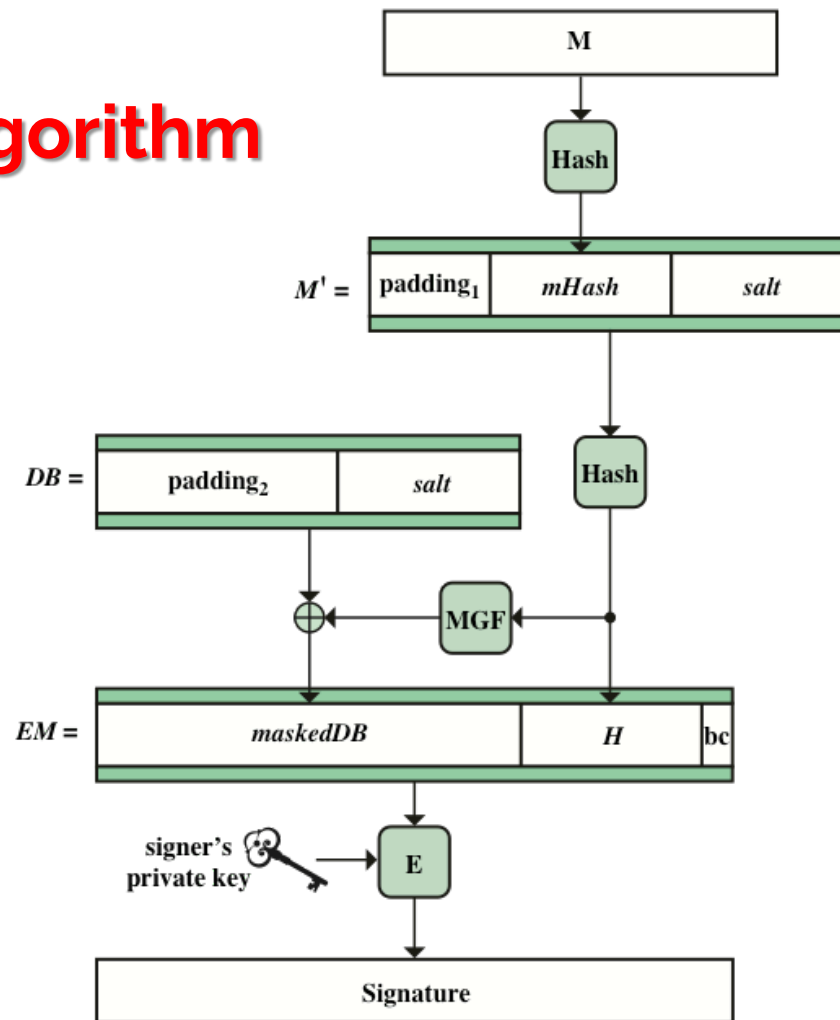 M
gorithm
Hash
M' = padding₁ mHash salt
DB = padding₂ salt
Hash
MGF
EM = maskedDB H bc
signer's
private key
E
Signature